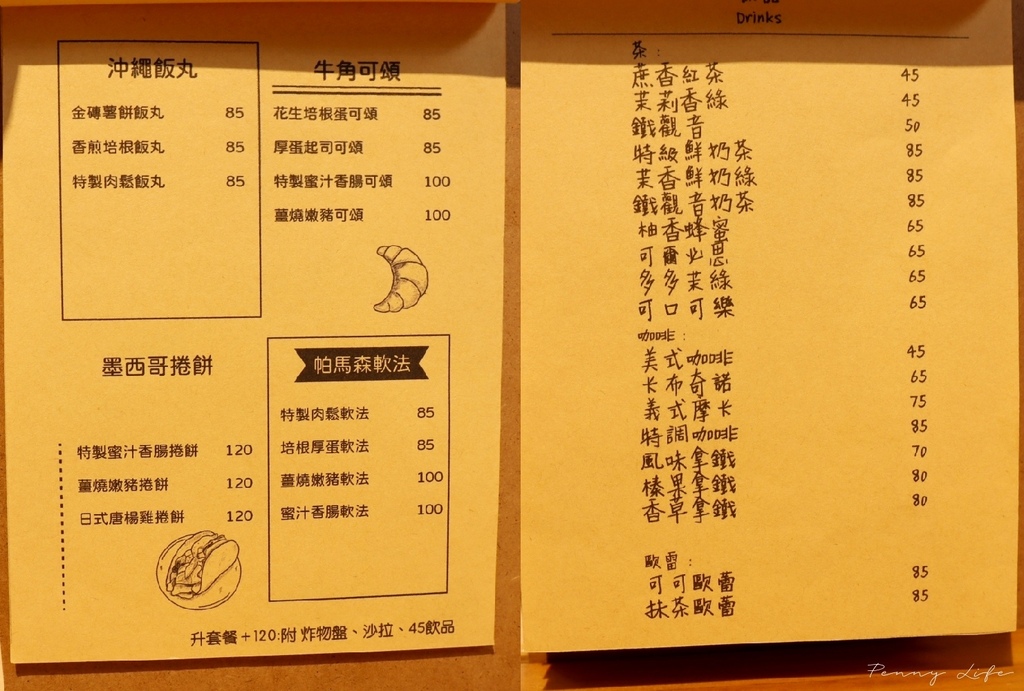 沖繩飯丸
金磚薯餅飯丸 85
香煎培根飯丸 85
特製肉鬆飯丸 85
牛角可頌
花生培根蛋可頌 85
厚蛋起司可頌 85
特製蜜汁香腸可頌 100
薑燒嫩豬可頌 100
墨西哥捲餅
特製蜜汁香腸捲餅 120
薑燒嫩豬捲餅 120
日式唐楊雞捲餅 120
帕馬森軟法
特製肉鬆軟法 85
培根厚蛋軟法 85
薑燒嫩豬軟法 100
蜜汁香腸軟法 100
升套餐+120:附 炸物盤、沙拉、45飲品
Drinks
茶:
蔗香紅茶 45
茉莉香綠 45
鐵觀音 50
特級鮮奶茶 85
茉香鮮奶綠 85
鐵觀音奶茶 85
柚香蜂蜜 65
可爾必思 65
多多茉綠 65
可口可樂 65
咖啡:
美式咖啡 45
卡布奇諾 65
義式摩卡 75
特調咖啡 85
風味拿鐵 70
榛果拿鐵 80
香草拿鐵 80
歐蕾:
可可歐蕾 85
抹茶歐蕾 85
Penny Life